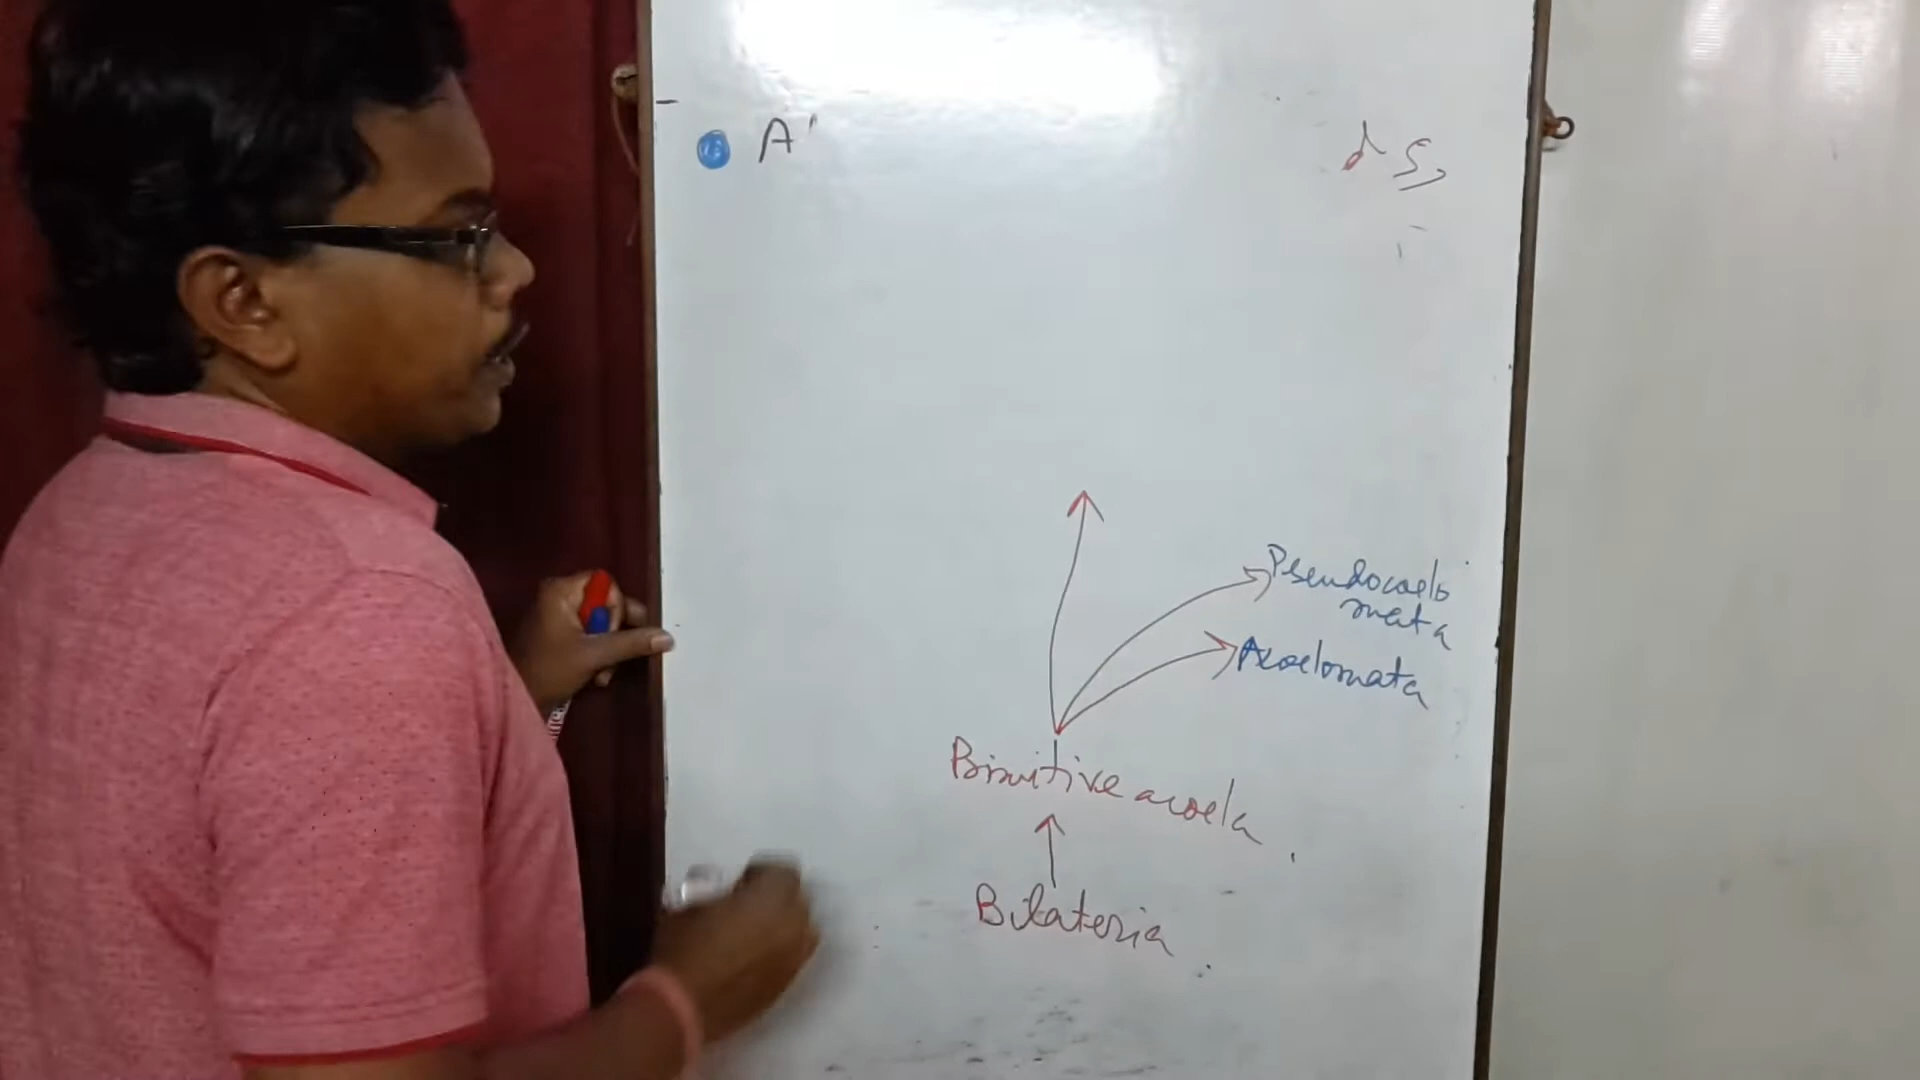 A'
Pseudocoelo
mata
Acoelomata
Primitive acoela
Bilateria